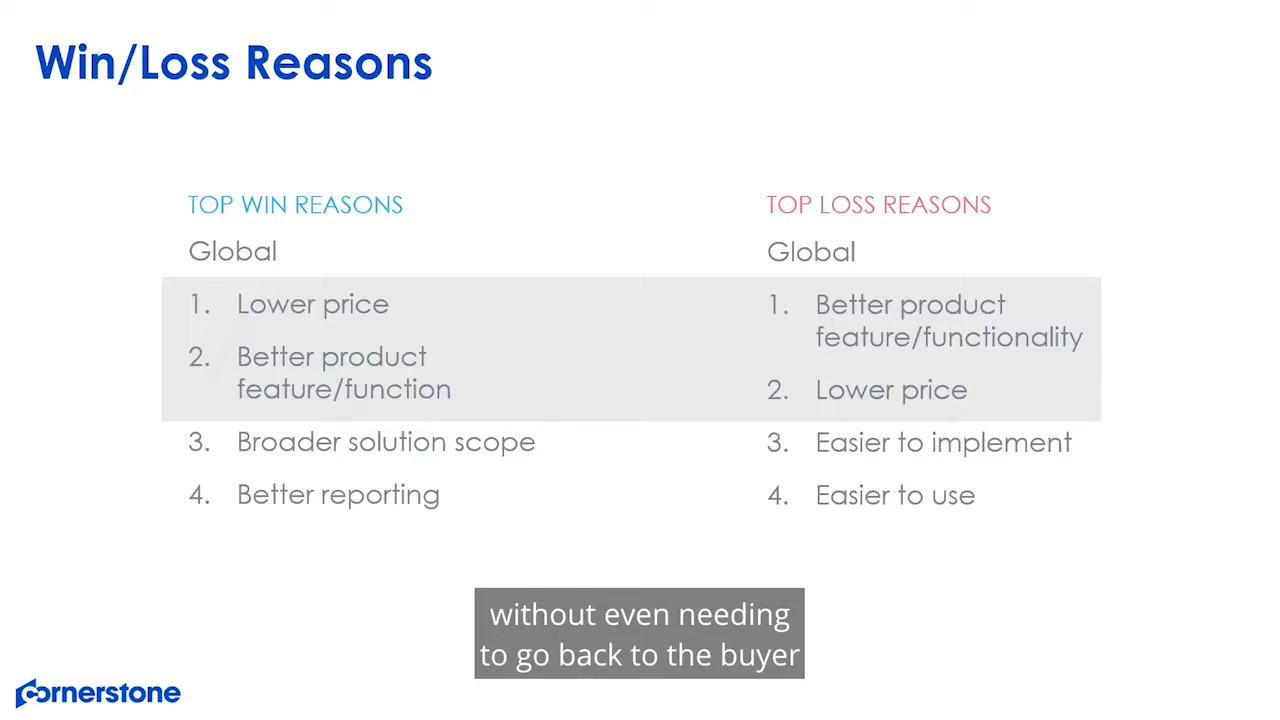 Win/Loss Reasons
TOP WIN REASONS
Global
1. Lower price
2. Better product
feature/function
3. Broader solution scope
4. Better reporting
TOP LOSS REASONS
Global
1. Better product
feature/functionality
2. Lower price
3. Easier to implement
4. Easier to use
without even needing
to go back to the buyer
cornerstone